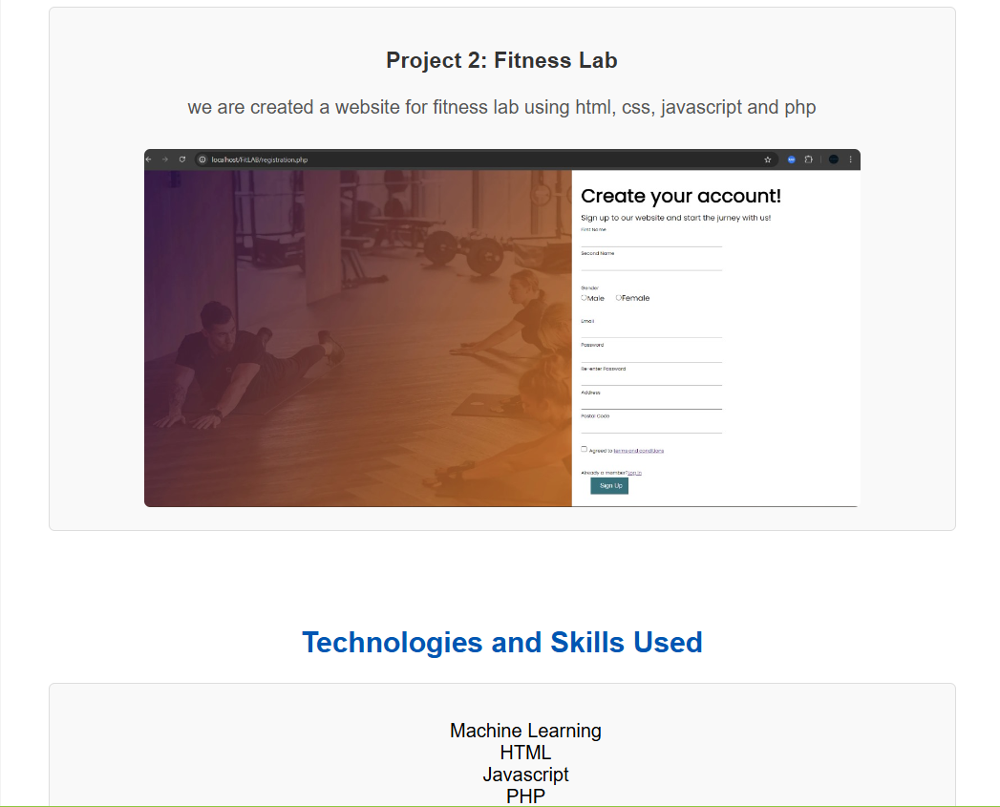 Project 2: Fitness Lab
we are created a website for fitness lab using html, css, javascript and php
localhost/FitLAB/registration.php
Create your account!
Sign up to our website and start the jurney with us!
First Name
Second Name
Gender
Male Female
Email
Password
Re-enter Password
Address
Postal Code
Agreed to terms and conditions
Already a member? Log In
Sign Up
Technologies and Skills Used
Machine Learning
HTML
Javascript
PHP